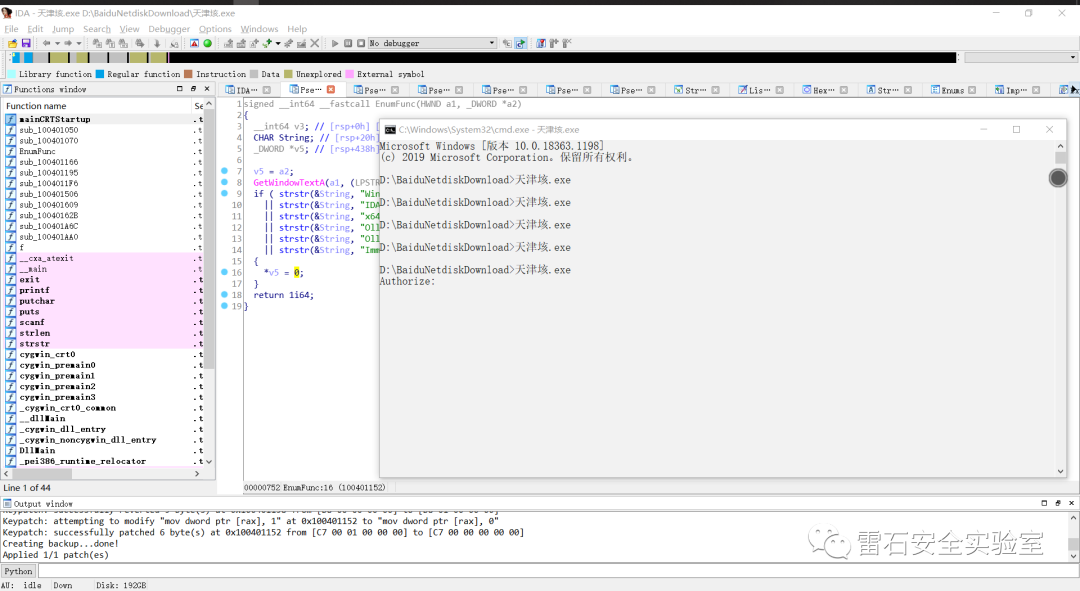 IDA - 天津垓.exe D:\BaiduNetdiskDownload\天津垓.exe
File Edit Jump Search View Debugger Options Windows Help
No debugger
Library function Regular function Instruction Data Unexplored External symbol
Functions window
IDA⋯ Pse⋯ Pse⋯ Pse⋯ Pse⋯ Pse⋯ Pse⋯ Str⋯ Lis⋯ Hex⋯ Str⋯ Enums Imp⋯
Function name Se
mainCRTStartup .t
sub_100401050 .t
sub_100401070 .t
EnumFunc .t
sub_100401166 .t
sub_100401195 .t
sub_1004011F6 .t
sub_100401506 .t
sub_100401609 .t
sub_10040162B .t
sub_100401A6C .t
sub_100401AA0 .t
f .t
__cxa_atexit .t
__main .t
exit .t
printf .t
putchar .t
puts .t
scanf .t
strlen .t
strstr .t
cygwin_crt0 .t
cygwin_premain0 .t
cygwin_premain1 .t
cygwin_premain2 .t
cygwin_premain3 .t
_cygwin_crt0_common .t
__dllMain .t
_cygwin_dll_entry .t
_cygwin_noncygwin_dll_entry .t
DllMain .t
_pei386_runtime_relocator .t
Line 1 of 44
1 signed __int64 __fastcall EnumFunc(HWND a1, _DWORD *a2)
2 {
3 __int64 v3; // [rsp+0h] [
4 CHAR String; // [rsp+20h]
5 _DWORD *v5; // [rsp+438h]
6
7 v5 = a2;
8 GetWindowTextA(a1, (LPSTR
9 if ( strstr(&String, "Win
10 || strstr(&String, "IDA
11 || strstr(&String, "x64
12 || strstr(&String, "Oll
13 || strstr(&String, "Oll
14 || strstr(&String, "Imm
15 {
16 *v5 = 0;
17 }
18 return 1i64;
19 }
00000752 EnumFunc:16 (100401152)
C:\Windows\System32\cmd.exe - 天津垓.exe
Microsoft Windows [版本 10.0.18363.1198]
(c) 2019 Microsoft Corporation。保留所有权利。
D:\BaiduNetdiskDownload>天津垓.exe
D:\BaiduNetdiskDownload>天津垓.exe
D:\BaiduNetdiskDownload>天津垓.exe
D:\BaiduNetdiskDownload>天津垓.exe
D:\BaiduNetdiskDownload>天津垓.exe
Authorize:
Output window
Keypatch: attempting to modify "mov dword ptr [rax], 1" at 0x100401152 to "mov dword ptr [rax], 0"
Keypatch: successfully patched 6 byte(s) at 0x100401152 from [C7 00 01 00 00 00] to [C7 00 00 00 00 00]
Creating backup...done!
Applied 1/1 patch(es)
Python
AU: idle Down Disk: 192GB
雷石安全实验室